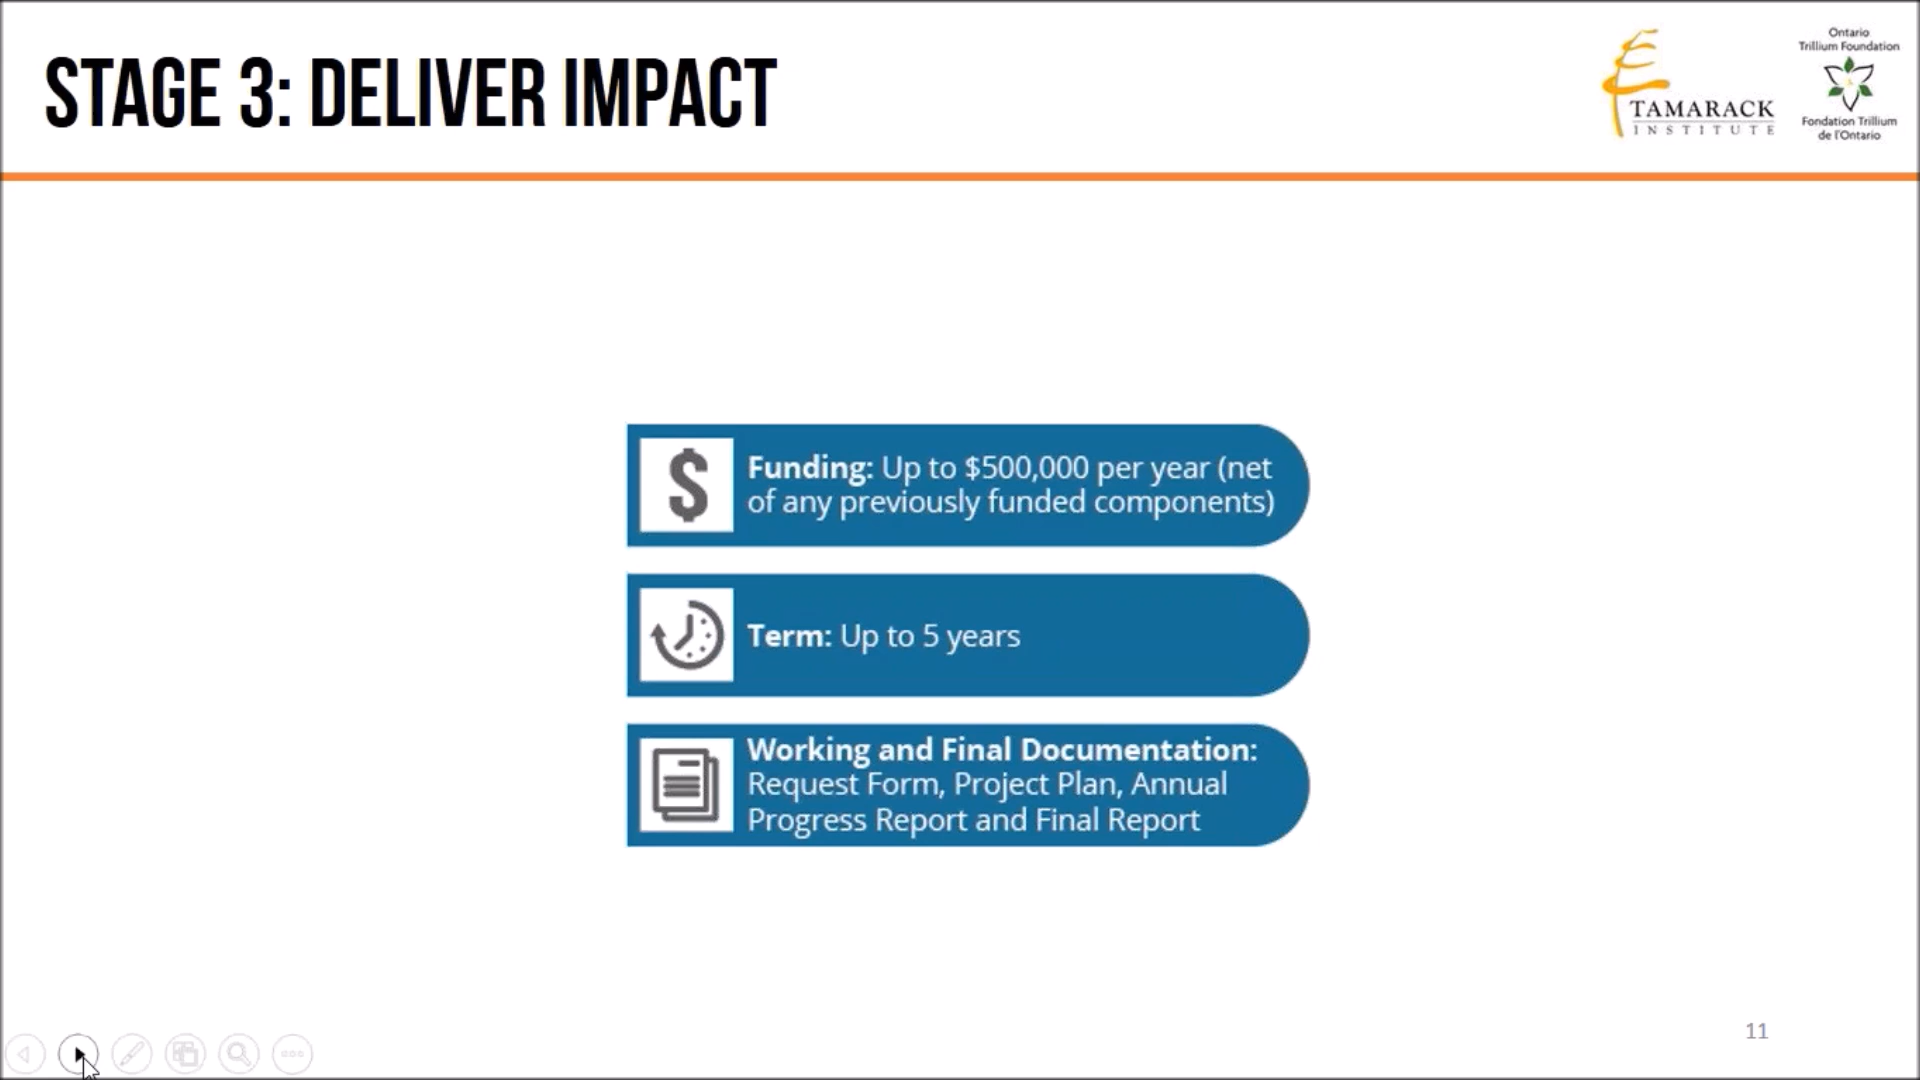 STAGE 3: DELIVER IMPACT
TAMARACK
INSTITUTE
Ontario
Trillium Foundation
Fondation Trillium
de l'Ontario
$
Funding: Up to $500,000 per year (net
of any previously funded components)
Term: Up to 5 years
Working and Final Documentation:
Request Form, Project Plan, Annual
Progress Report and Final Report
11